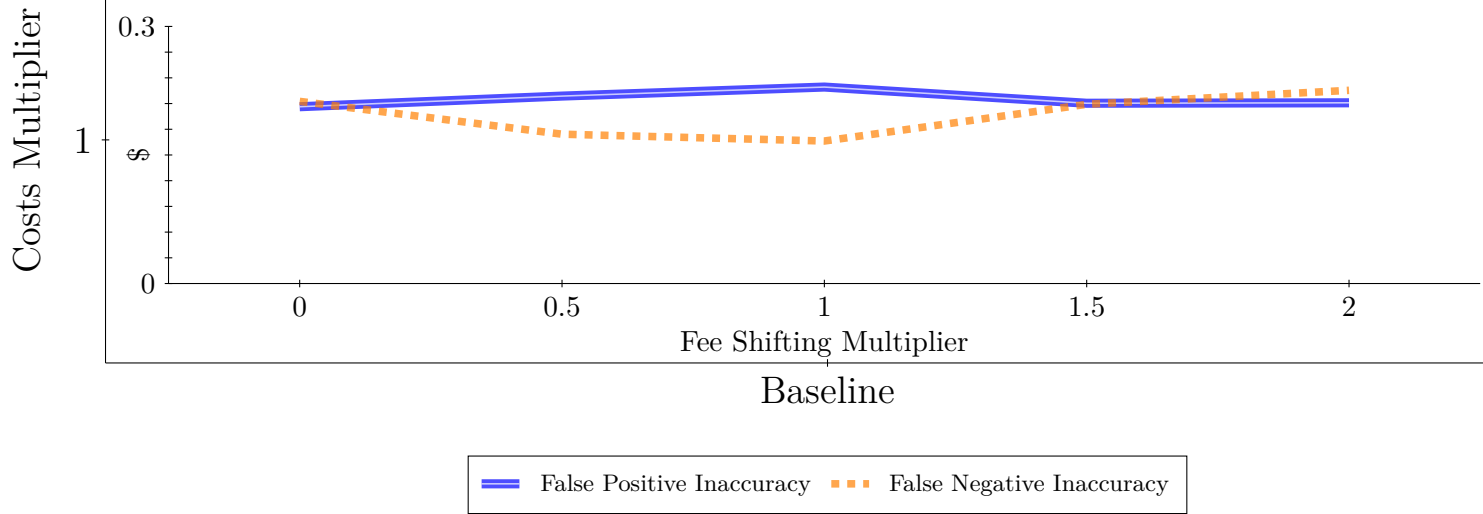 Costs Multiplier
1
$
0.3
0
0 0.5 1 1.5 2
Fee Shifting Multiplier
Baseline
False Positive Inaccuracy False Negative Inaccuracy